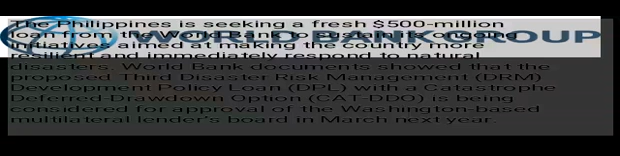 The Philippines is seeking a fresh $500-million
loan from the World Bank to sustain its ongoing
initiatives aimed at making the country more
resilient and immediately respond to natural
disasters. World Bank documents showed that the
proposed Third Disaster Risk Management (DRM)
Development Policy Loan (DPL) with a Catastrophe
Deferred-Drawdown Option (CAT-DDO) is being
considered for approval of the Washington-based
multilateral lender's board in March next year.
WORLD BANK GROUP